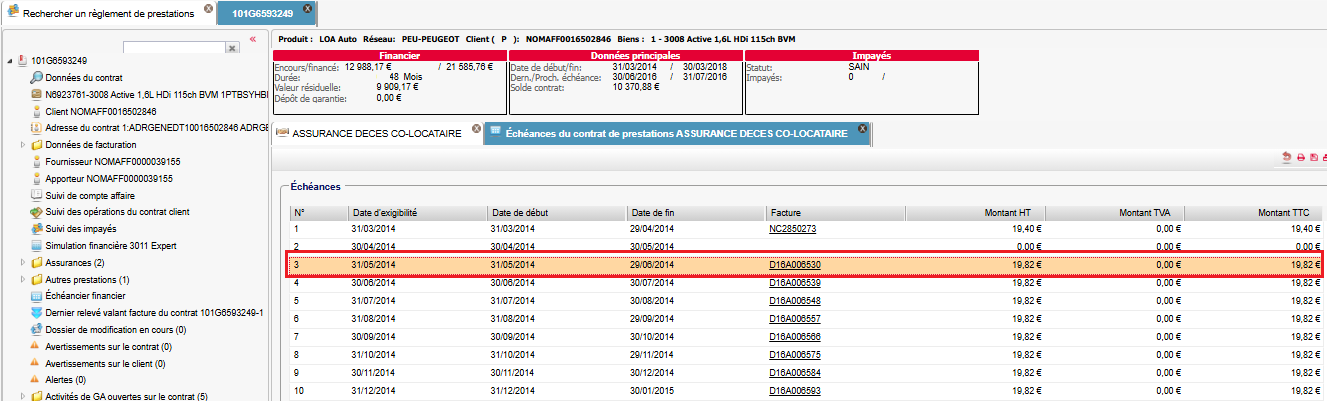 Rechercher un règlement de prestations
101G6593249
101G6593249
Données du contrat
N6923761-3008 Active 1,6L HDi 115ch BVM 1PTBSYHB
Client NOMAFF0016502846
Adresse du contrat 1:ADRGENEDT10016502846 ADRGE
Données de facturation
Fournisseur NOMAFF0000039155
Apporteur NOMAFF0000039155
Suivi de compte affaire
Suivi des opérations du contrat client
Suivi des impayés
Simulation financière 3011 Expert
Assurances (2)
Autres prestations (1)
Échéancier financier
Dernier relevé valant facture du contrat 101G6593249-1
Dossier de modification en cours (0)
Avertissements sur le contrat (0)
Avertissements sur le client (0)
Alertes (0)
Activités de GA ouvertes sur le contrat (5)
Produit : LOA Auto Réseau: PEU-PEUGEOT Client ( P ): NOMAFF0016502846 Biens : 1 - 3008 Active 1,6L HDi 115ch BVM
Financier Données principales Impayés
Encours/financé: 12 988,17 € / 21 585,76 € Date de début/fin: 31/03/2014 / 30/03/2018 Statut: SAIN
Durée: 48 Mois Dern./Proch. échéance: 30/06/2016 / 31/07/2016 Impayés: 0 /
Valeur résiduelle: 9 909,17 € Solde contrat: 10 370,88 €
Dépôt de garantie: 0,00 €
ASSURANCE DECES CO-LOCATAIRE
Échéances du contrat de prestations ASSURANCE DECES CO-LOCATAIRE
Échéances
N° Date d'exigibilité Date de début Date de fin Facture Montant HT Montant TVA Montant TTC
1 31/03/2014 31/03/2014 29/04/2014 NC2850273 19,40 € 0,00 € 19,40 €
2 30/04/2014 30/04/2014 30/05/2014 0,00 € 0,00 € 0,00 €
3 31/05/2014 31/05/2014 29/06/2014 D16A006530 19,82 € 0,00 € 19,82 €
4 30/06/2014 30/06/2014 30/07/2014 D16A006539 19,82 € 0,00 € 19,82 €
5 31/07/2014 31/07/2014 30/08/2014 D16A006548 19,82 € 0,00 € 19,82 €
6 31/08/2014 31/08/2014 29/09/2014 D16A006557 19,82 € 0,00 € 19,82 €
7 30/09/2014 30/09/2014 30/10/2014 D16A006566 19,82 € 0,00 € 19,82 €
8 31/10/2014 31/10/2014 29/11/2014 D16A006575 19,82 € 0,00 € 19,82 €
9 30/11/2014 30/11/2014 30/12/2014 D16A006584 19,82 € 0,00 € 19,82 €
10 31/12/2014 31/12/2014 30/01/2015 D16A006593 19,82 € 0,00 € 19,82 €